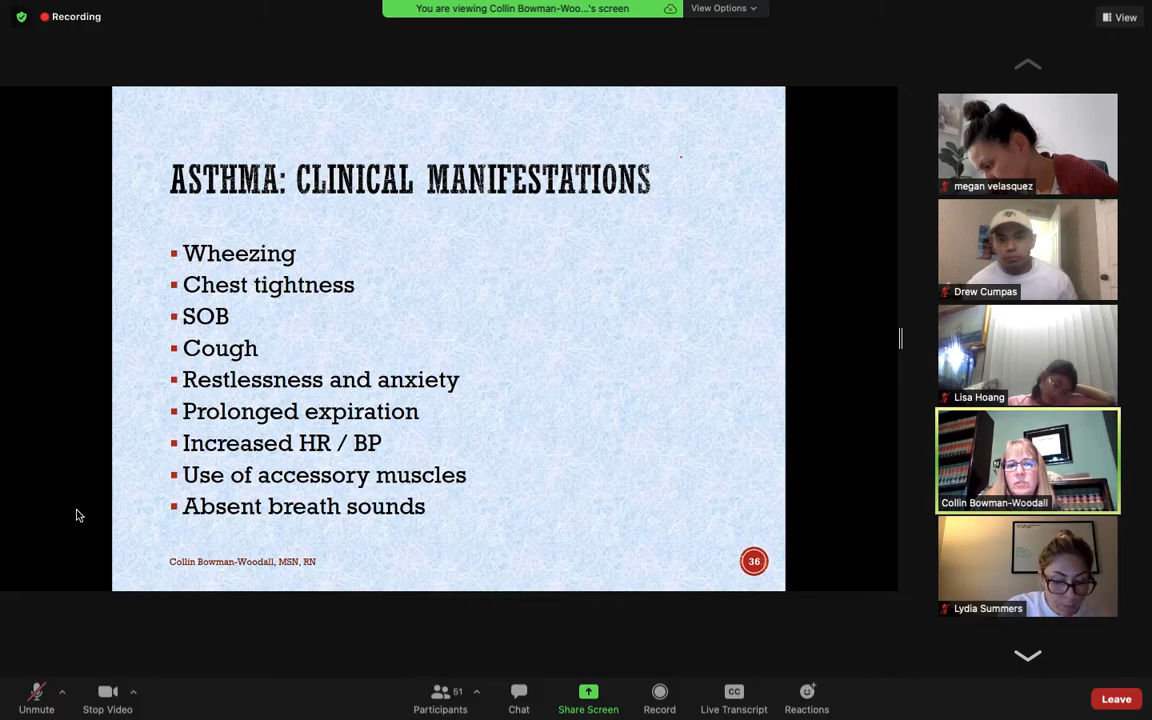 Recording
You are viewing Collin Bowman-Woo...'s screen
View Options
View
ASTHMA: CLINICAL MANIFESTATIONS
Wheezing
Chest tightness
SOB
Cough
Restlessness and anxiety
Prolonged expiration
Increased HR / BP
Use of accessory muscles
Absent breath sounds
Collin Bowman-Woodall, MSN, RN
36
megan velasquez
Drew Cumpas
Lisa Hoang
Collin Bowman-Woodall
Lydia Summers
Unmute
Stop Video
51
Participants
Chat
Share Screen
Record
CC
Live Transcript
Reactions
Leave